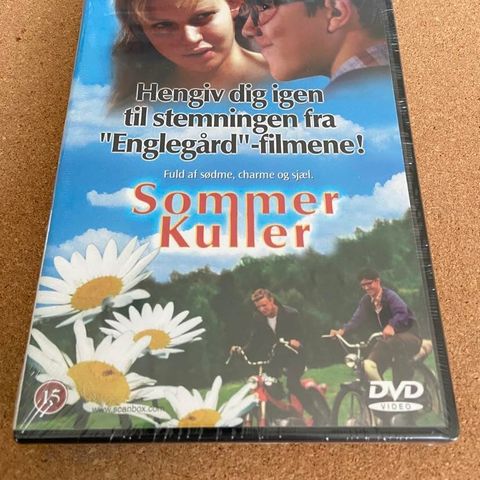 Hengiv dig igen
til stemningen fra
"Englegård"-filmene!
Fuld af sødme, charme og sjæl.
Sommer
Kuller
15
www.scanbox.com
DVD
VIDEO